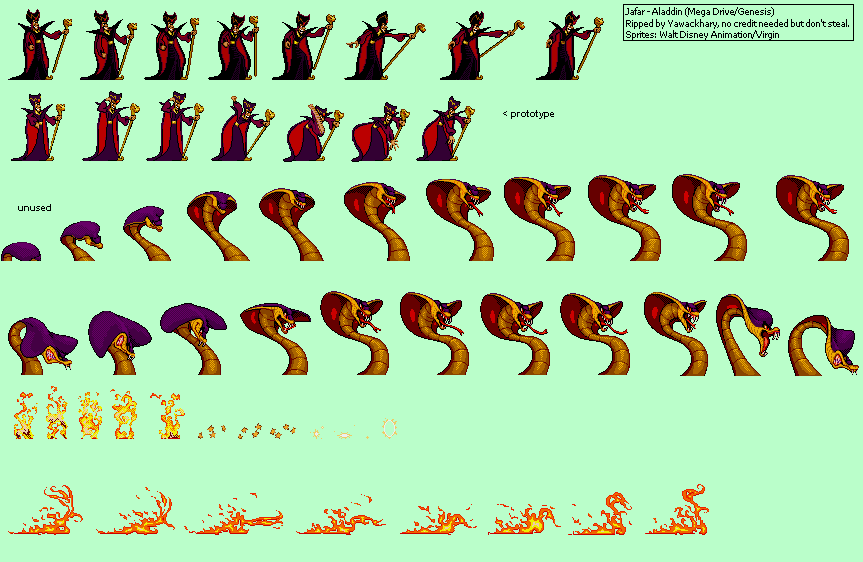 Jafar - Aladdin (Mega Drive/Genesis)
Ripped by Yawackhary, no credit needed but don't steal.
Sprites: Walt Disney Animation/Virgin
< prototype
unused